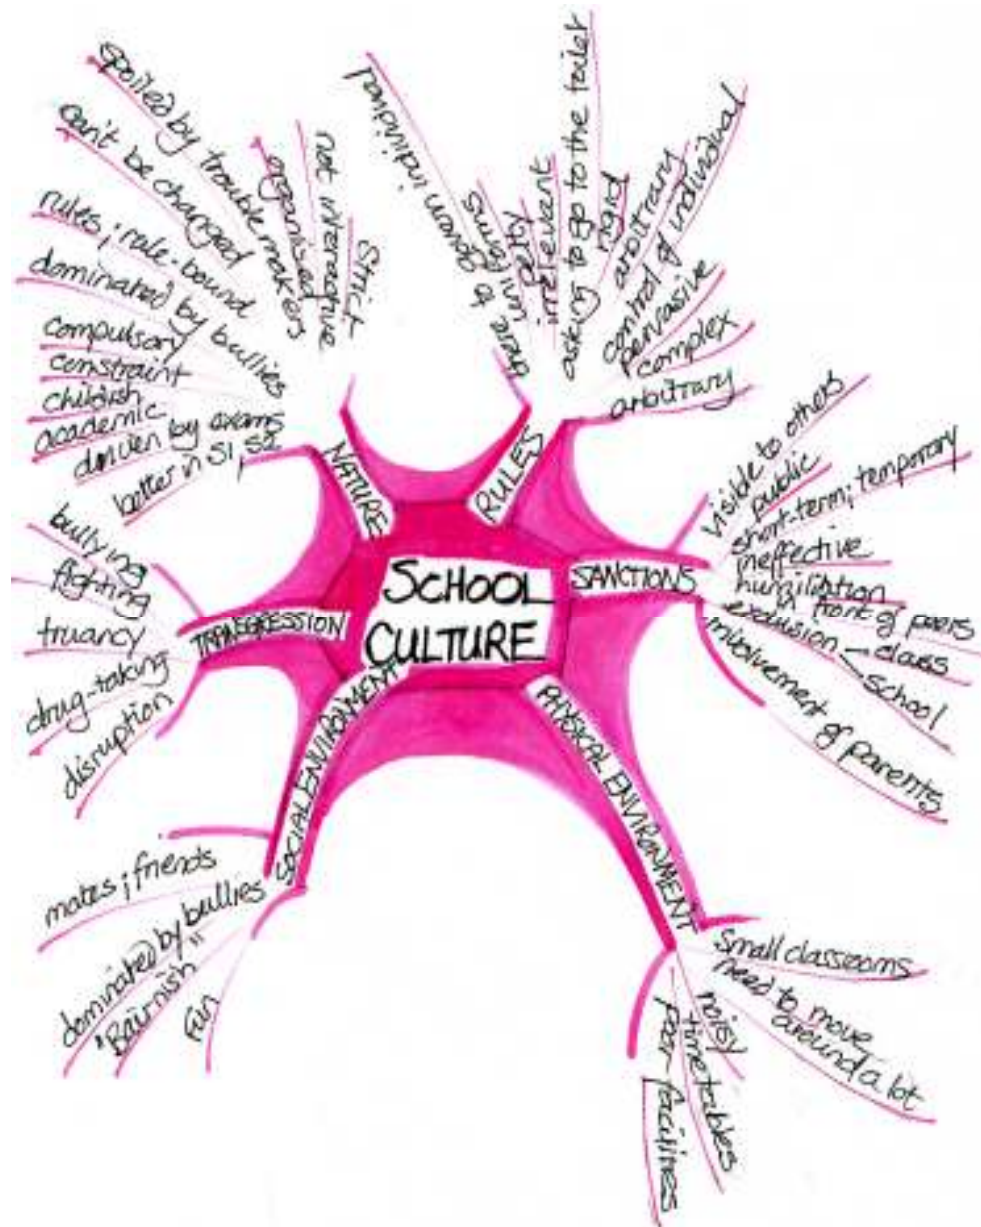 SCHOOL
CULTURE
NATURE
Strict
not interactive
organised
spoiled by trouble makers
can't be changed
rules; rule-bound
dominated by bullies
compulsory
constraint
childish
academic
driven by exams
better in S1, S2
RULES
group to govern individual
uniforms
petty
irrelevant
asking to go to the toilet
rigid
arbitrary
control of individual
pervasive
complex
arbitrary
SANCTIONS
visible to others
public
short-term; temporary
ineffective
humiliation
in front of peers
exclusion
class
school
involvement of parents
PHYSICAL ENVIRONMENT
small classrooms
need to move
around a lot
noisy
timetables
poor facilities
SOCIAL ENVIRONMENT
mates; friends
dominated by bullies
"Bairnish"
Fun
TRANSGRESSION
bullying
fighting
truancy
drug-taking
disruption